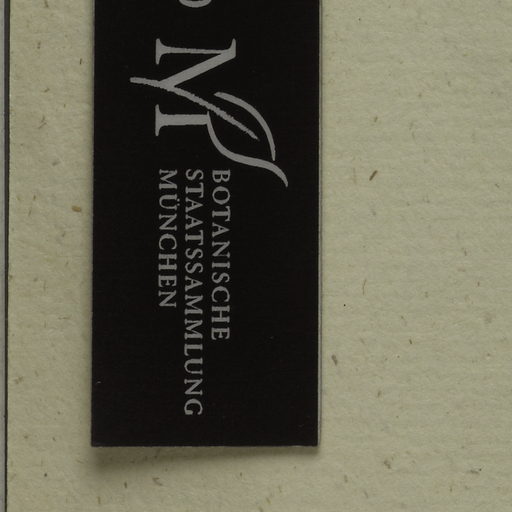 M
BOTANISCHE
STAATSSAMMLUNG
MÜNCHEN